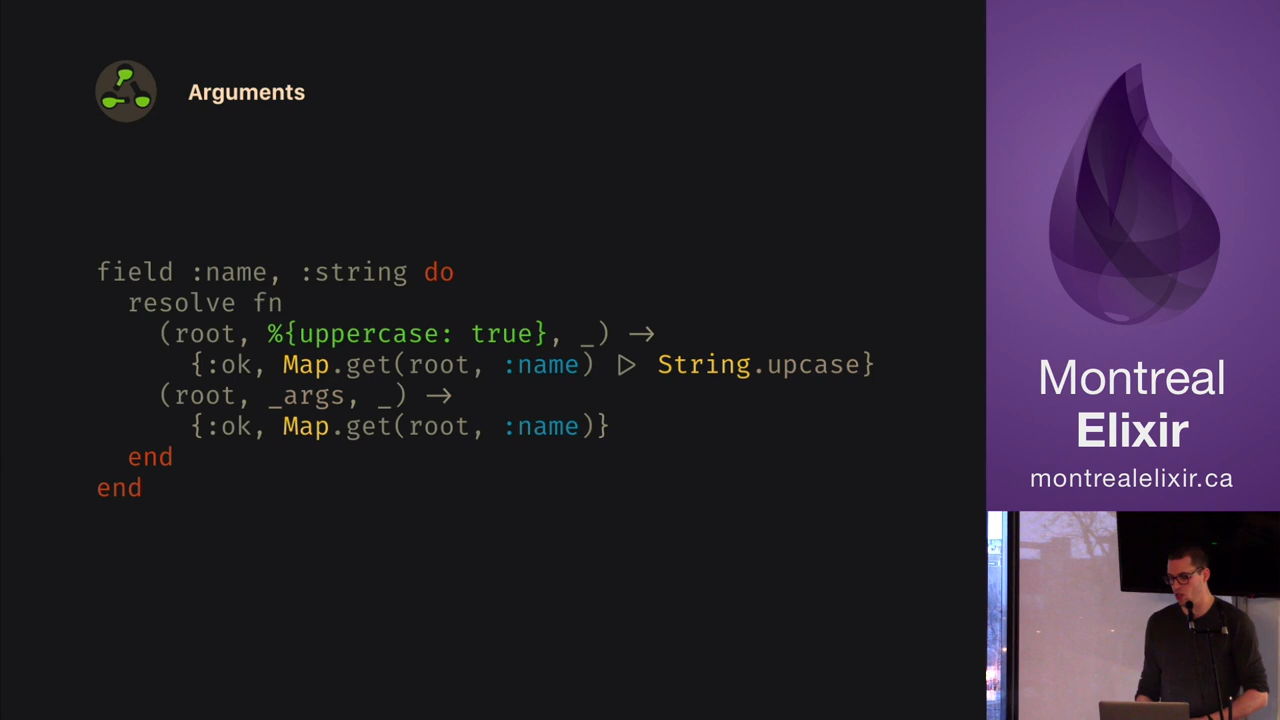 Arguments
field :name, :string do
  resolve fn
    (root, %{uppercase: true}, _) ->
      {:ok, Map.get(root, :name) |> String.upcase}
    (root, _args, _) ->
      {:ok, Map.get(root, :name)}
  end
end
Montreal
Elixir
montrealelixir.ca